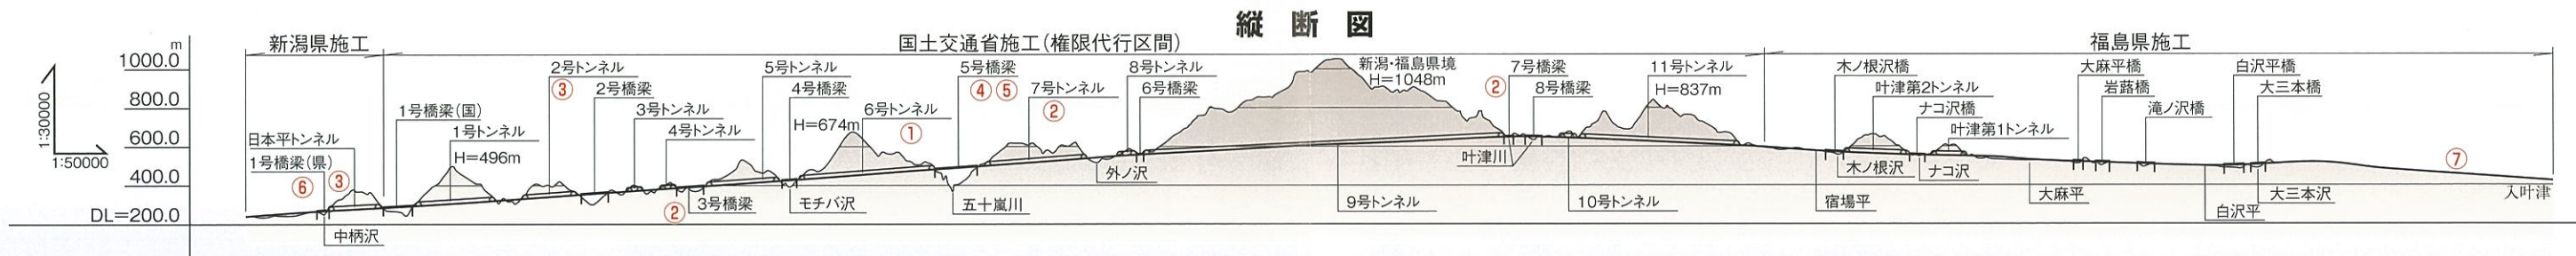 縦断図
新潟県施工
国土交通省施工(権限代行区間)
福島県施工
m
1000.0
800.0
600.0
400.0
DL=200.0
1:30000
1:50000
日本平トンネル
1号橋梁(県)
⑥
③
中柄沢
1号橋梁(国)
1号トンネル
H=496m
2号トンネル
③
2号橋梁
3号トンネル
4号トンネル
②
3号橋梁
5号トンネル
4号橋梁
H=674m
モチバ沢
6号トンネル
①
5号橋梁
④ ⑤
五十嵐川
7号トンネル
②
8号トンネル
6号橋梁
外ノ沢
新潟・福島県境
H=1048m
9号トンネル
7号橋梁
②
8号橋梁
叶津川
10号トンネル
11号トンネル
H=837m
宿場平
木ノ根沢橋
叶津第2トンネル
木ノ根沢
ナコ沢橋
叶津第1トンネル
ナコ沢
大麻平
大麻平橋
岩蕗橋
滝ノ沢橋
白沢平橋
大三本橋
白沢平
大三本沢
⑦
入叶津